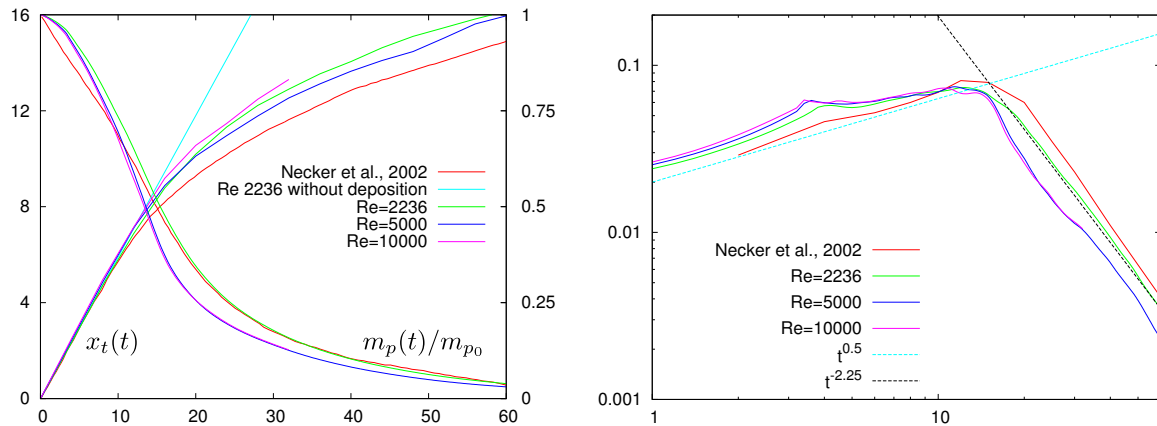 16
12
8
4
0
1
0.75
0.5
0.25
0
0 10 20 30 40 50 60
Necker et al., 2002
Re 2236 without deposition
Re=2236
Re=5000
Re=10000
x_t(t)
m_p(t)/m_{p_0}
0.1
0.01
0.001
1 10
Necker et al., 2002
Re=2236
Re=5000
Re=10000
t^0.5
t^-2.25